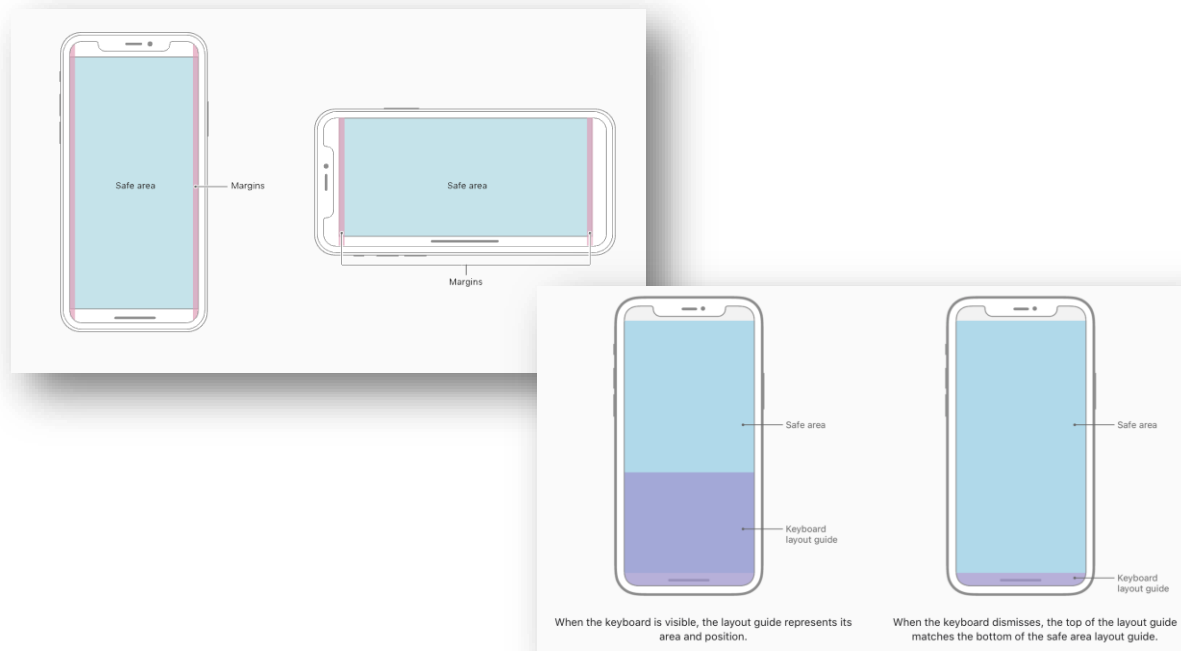 Safe area
Margins
Safe area
Margins
Safe area
Keyboard
layout guide
When the keyboard is visible, the layout guide represents its
area and position.
Safe area
Keyboard
layout guide
When the keyboard dismisses, the top of the layout guide
matches the bottom of the safe area layout guide.